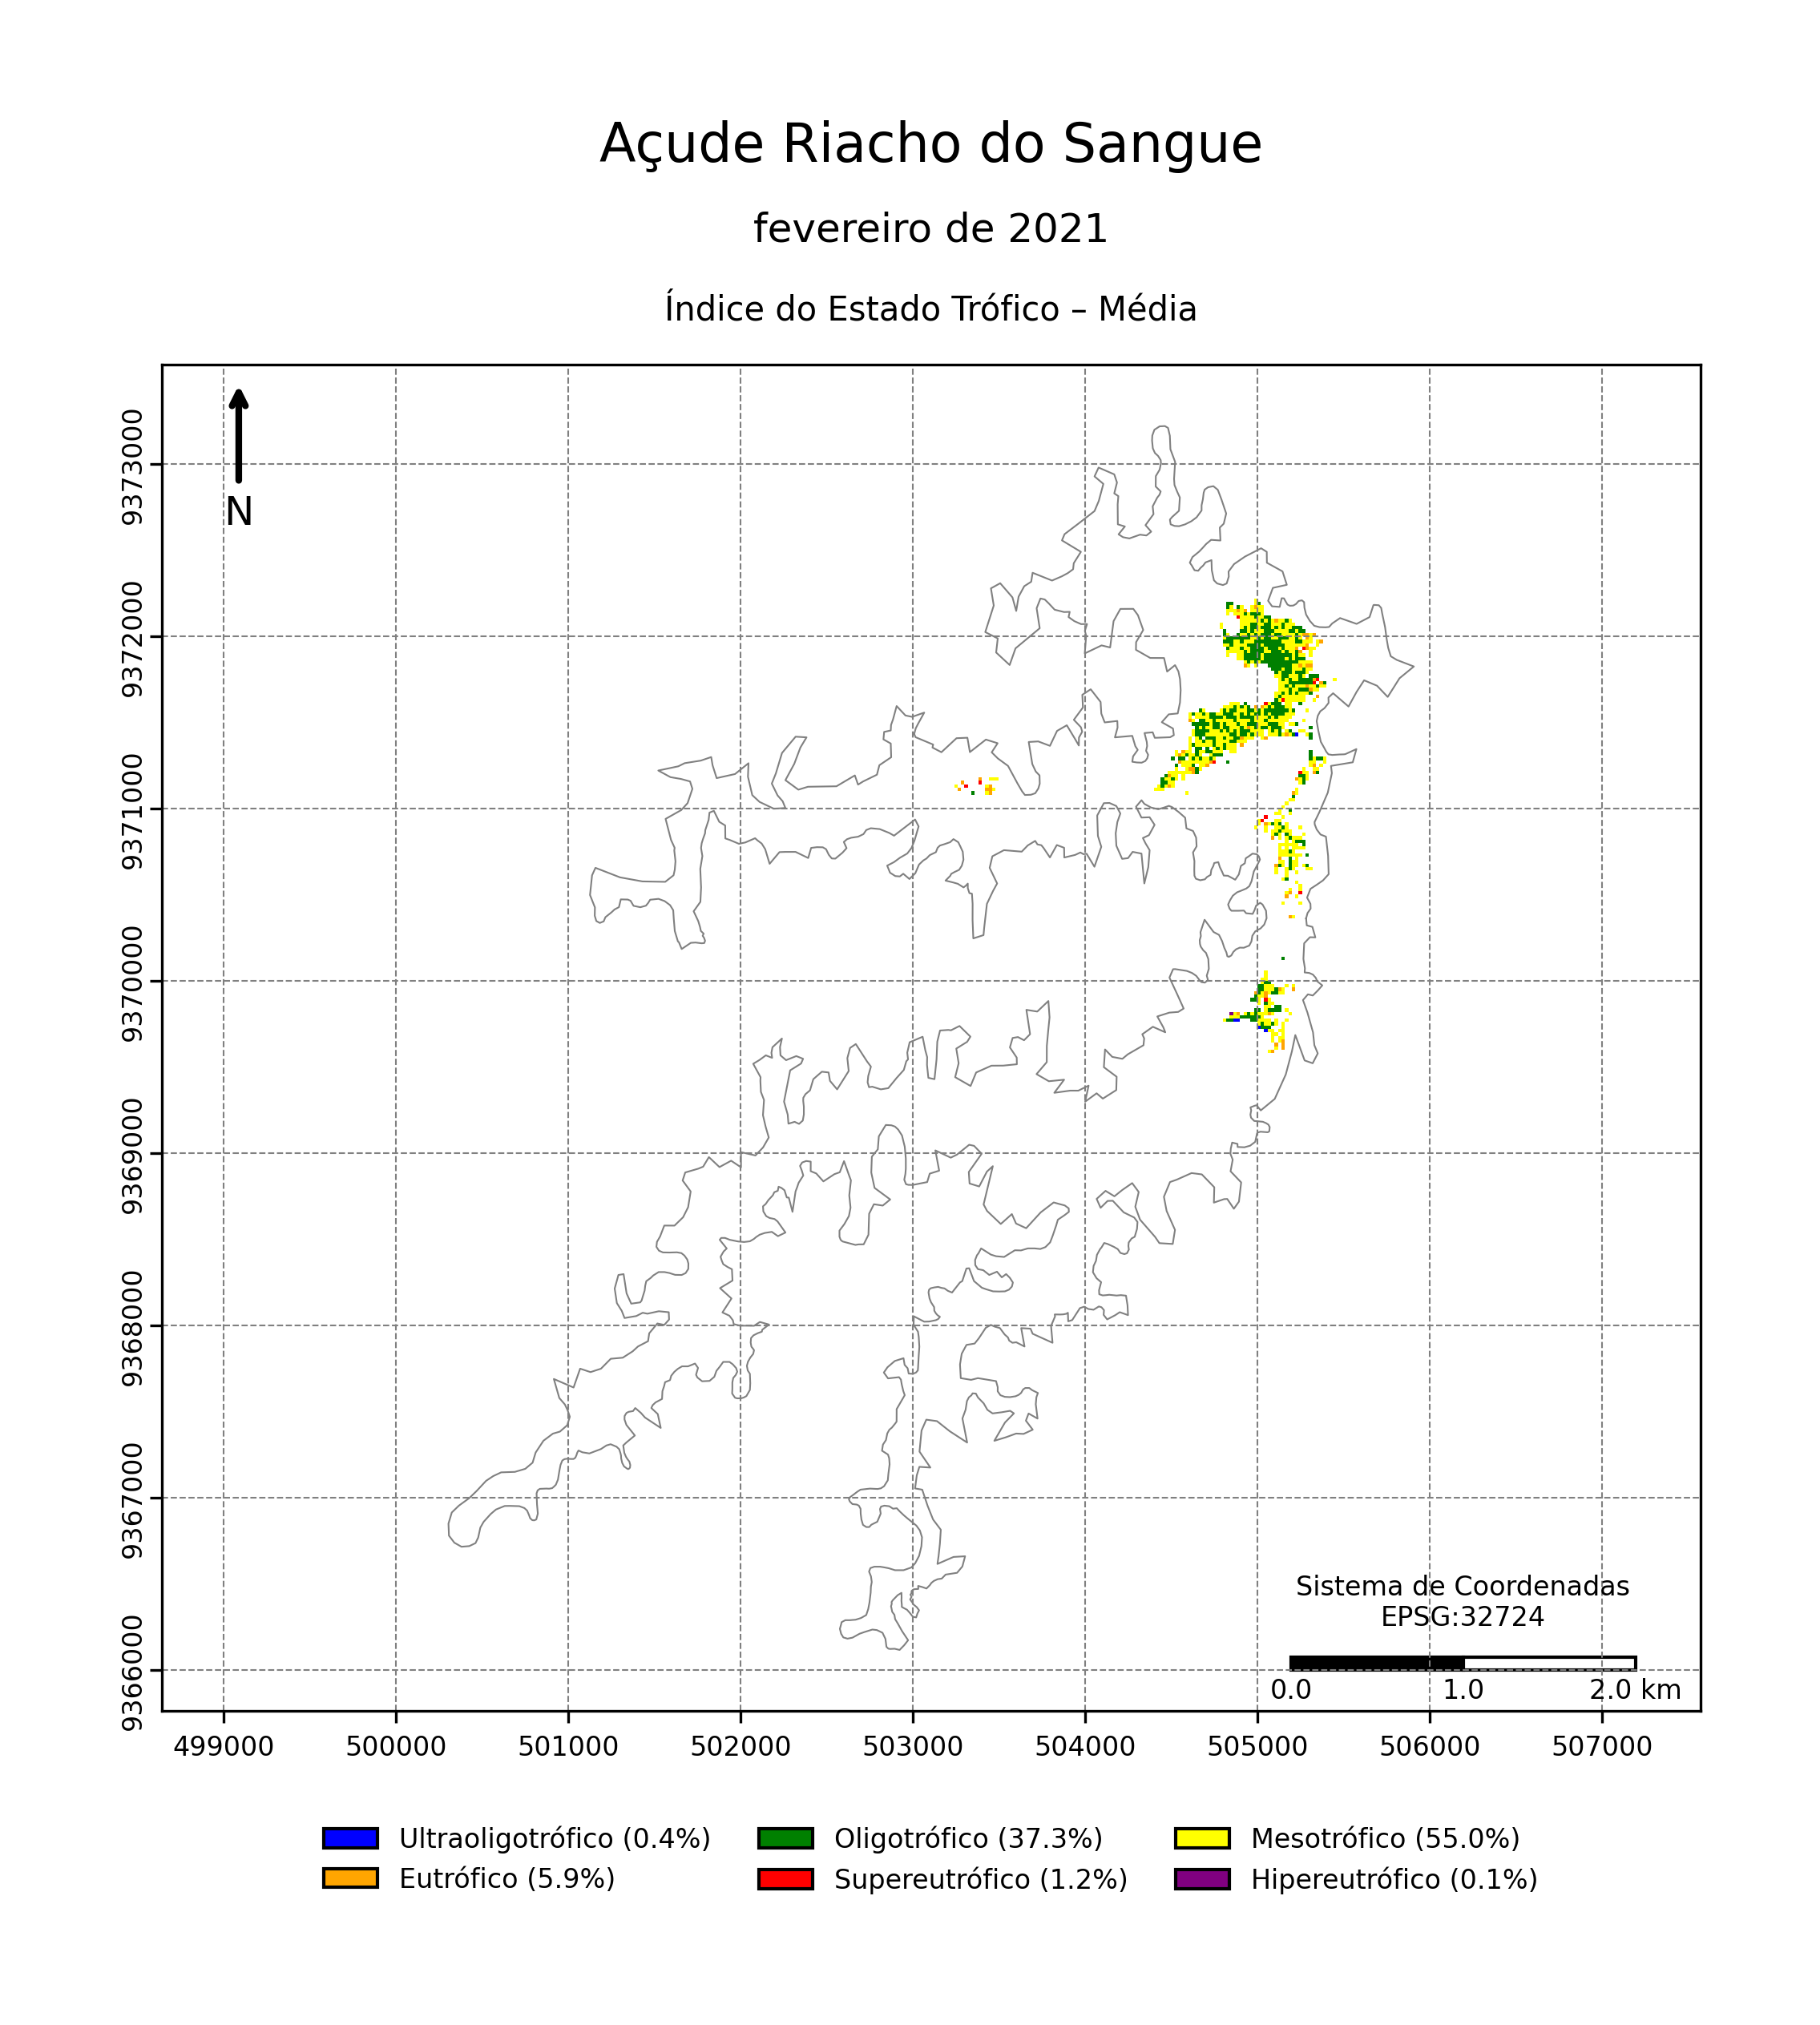 Açude Riacho do Sangue
fevereiro de 2021
Índice do Estado Trófico – Média
N
9373000
9372000
9371000
9370000
9369000
9368000
9367000
9366000
Sistema de Coordenadas
EPSG:32724
0.0 1.0 2.0 km
499000 500000 501000 502000 503000 504000 505000 506000 507000
Ultraoligotrófico (0.4%) Oligotrófico (37.3%) Mesotrófico (55.0%)
Eutrófico (5.9%) Supereutrófico (1.2%) Hipereutrófico (0.1%)